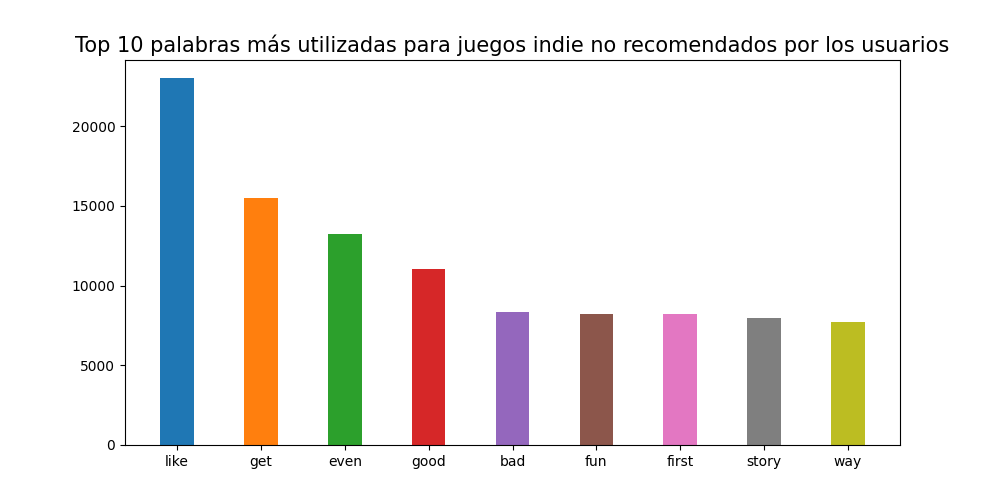 Top 10 palabras más utilizadas para juegos indie no recomendados por los usuarios
20000
15000
10000
5000
0
like get even good bad fun first story way